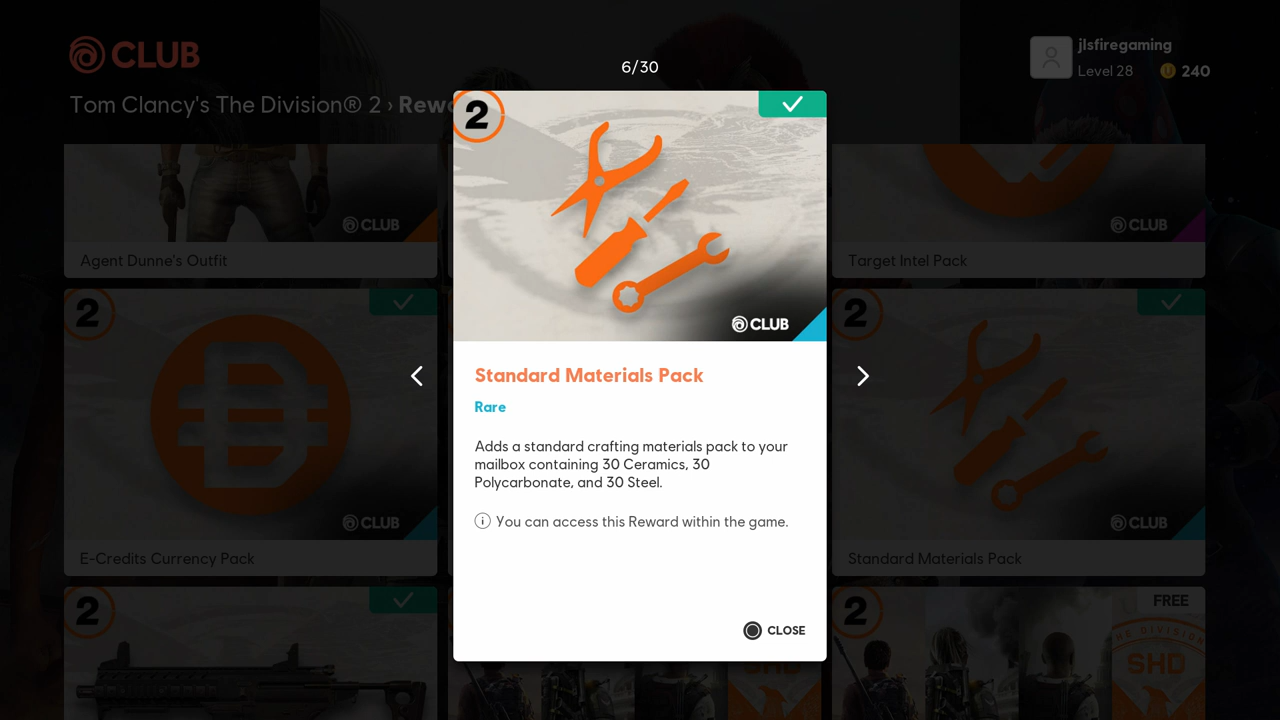 CLUB
jlsfiregaming
Level 28
240
6/30
Tom Clancy's The Division® 2 › Rewa
2
CLUB
Agent Dunne's Outfit
CLUB
Target Intel Pack
CLUB
Standard Materials Pack
Rare
Adds a standard crafting materials pack to your
mailbox containing 30 Ceramics, 30
Polycarbonate, and 30 Steel.
You can access this Reward within the game.
CLOSE
2
CLUB
E-Credits Currency Pack
2
CLUB
Standard Materials Pack
2
2
FREE
THE DIVISION
SHD
SHD